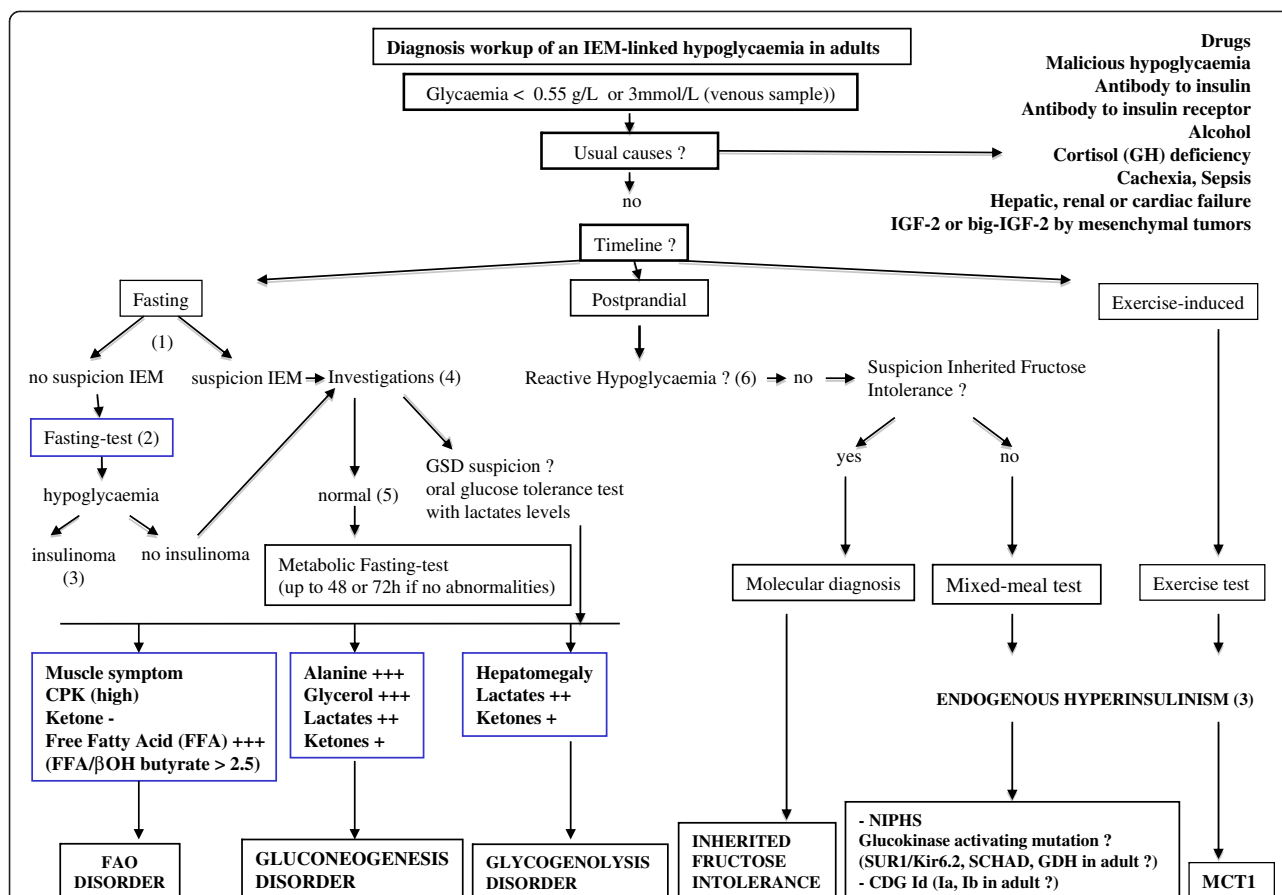 Diagnosis workup of an IEM-linked hypoglycaemia in adults
Glycaemia < 0.55 g/L or 3mmol/L (venous sample))
Usual causes ?
Drugs
Malicious hypoglycaemia
Antibody to insulin
Antibody to insulin receptor
Alcohol
Cortisol (GH) deficiency
Cachexia, Sepsis
Hepatic, renal or cardiac failure
IGF-2 or big-IGF-2 by mesenchymal tumors
no
Timeline ?
Fasting
Postprandial
Exercise-induced
(1)
no suspicion IEM
suspicion IEM
Investigations (4)
Reactive Hypoglycaemia ? (6)
no
Suspicion Inherited Fructose
Intolerance ?
Fasting-test (2)
yes
no
hypoglycaemia
normal (5)
GSD suspicion ?
oral glucose tolerance test
with lactates levels
insulinoma
(3)
no insulinoma
Metabolic Fasting-test
(up to 48 or 72h if no abnormalities)
Molecular diagnosis
Mixed-meal test
Exercise test
Muscle symptom
CPK (high)
Ketone -
Free Fatty Acid (FFA) +++
(FFA/βOH butyrate > 2.5)
Alanine +++
Glycerol +++
Lactates ++
Ketones +
Hepatomegaly
Lactates ++
Ketones +
ENDOGENOUS HYPERINSULINISM (3)
FAO
DISORDER
GLUCONEOGENESIS
DISORDER
GLYCOGENOLYSIS
DISORDER
INHERITED
FRUCTOSE
INTOLERANCE
- NIPHS
Glucokinase activating mutation ?
(SUR1/Kir6.2, SCHAD, GDH in adult ?)
- CDG Id (Ia, Ib in adult ?)
MCT1